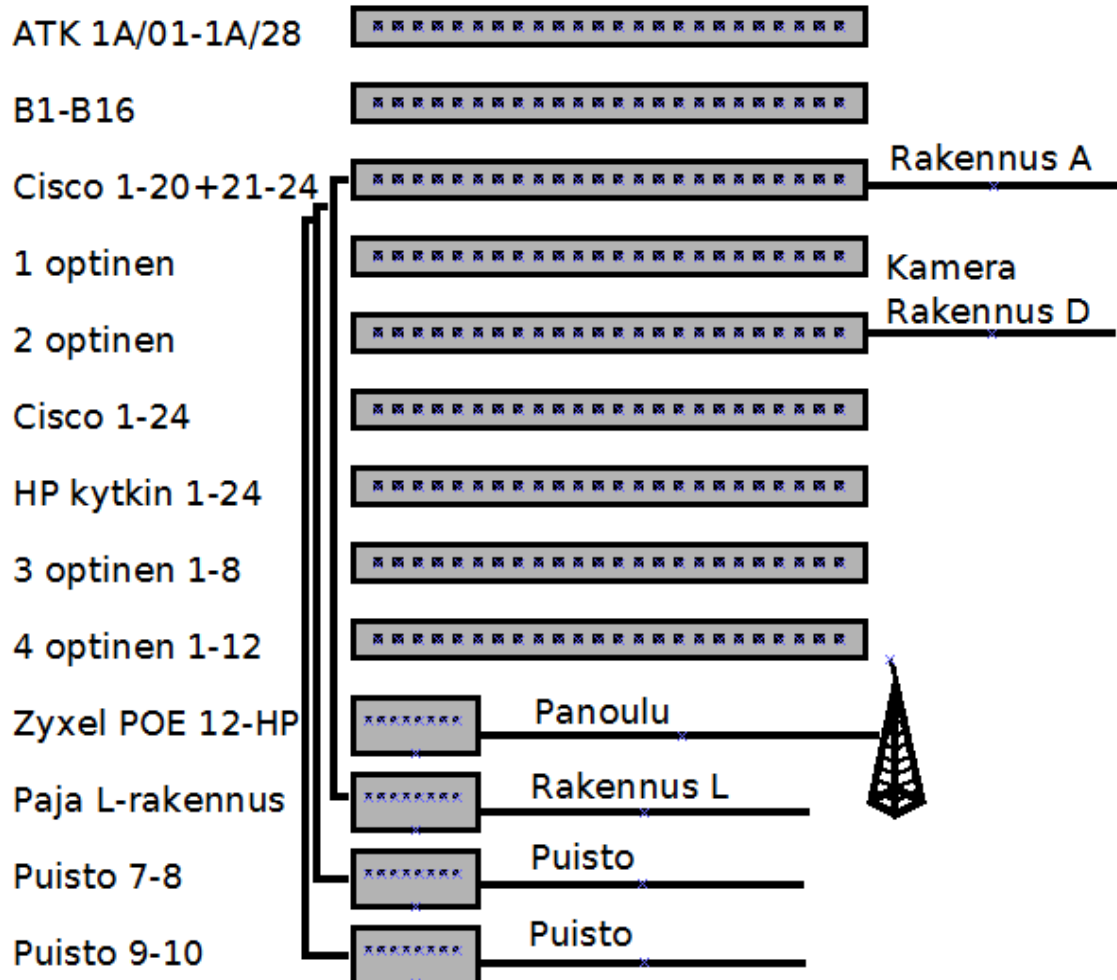 ATK 1A/01-1A/28
B1-B16
Cisco 1-20+21-24
Rakennus A
1 optinen
Kamera
Rakennus D
2 optinen
Cisco 1-24
HP kytkin 1-24
3 optinen 1-8
4 optinen 1-12
Zyxel POE 12-HP
Panoulu
Paja L-rakennus
Rakennus L
Puisto 7-8
Puisto
Puisto 9-10
Puisto